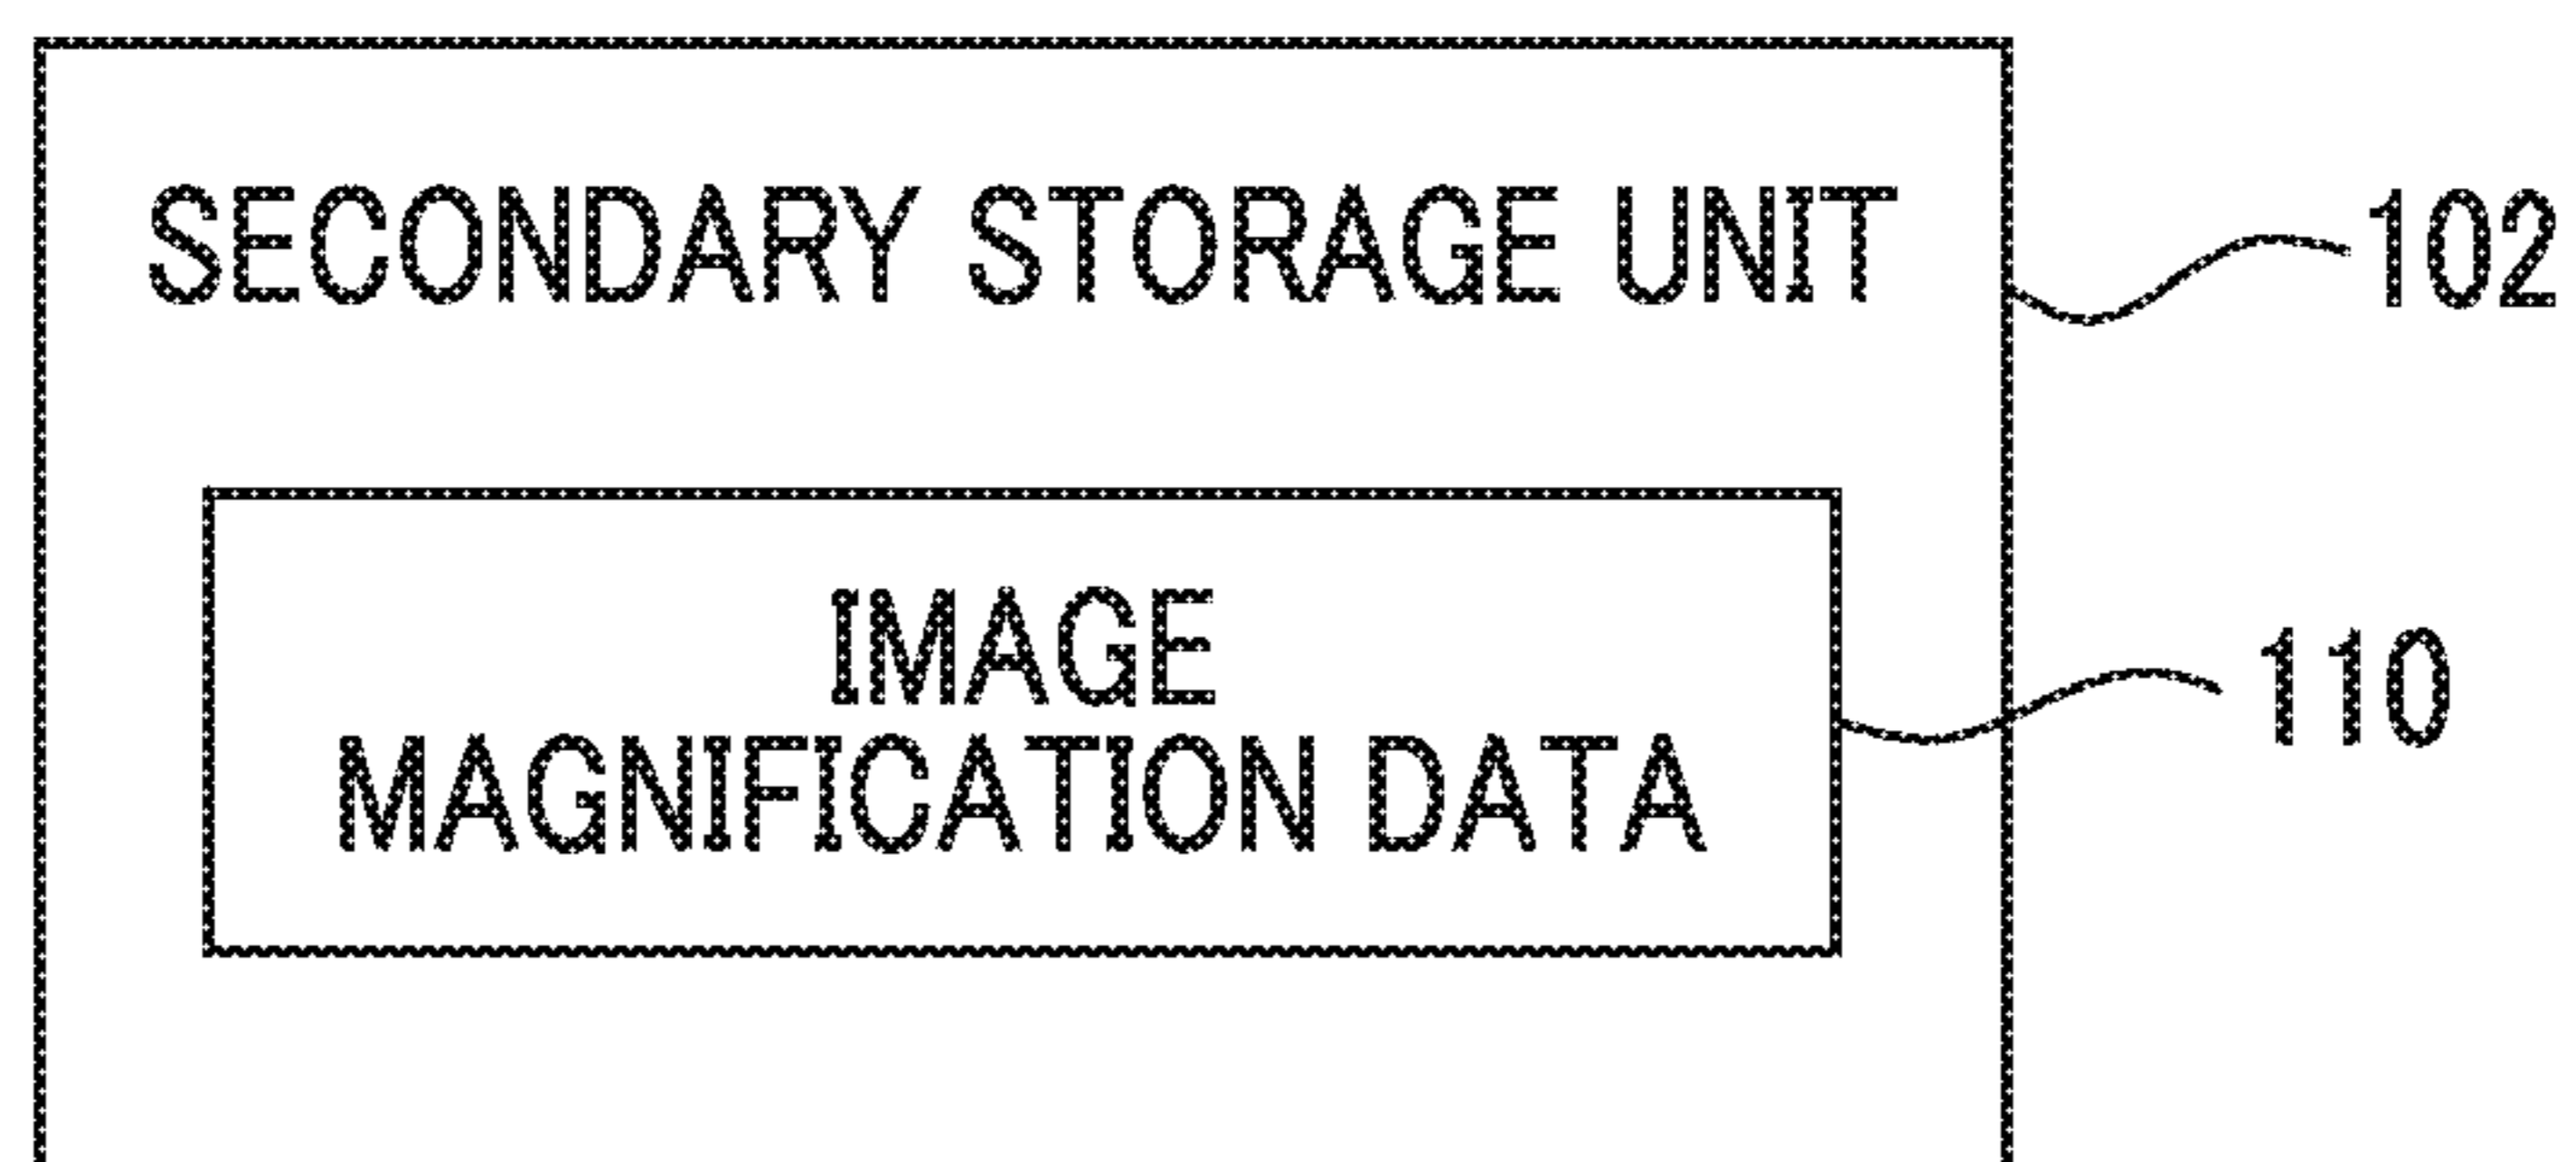 SECONDARY STORAGE UNIT
102
IMAGE
MAGNIFICATION DATA
110